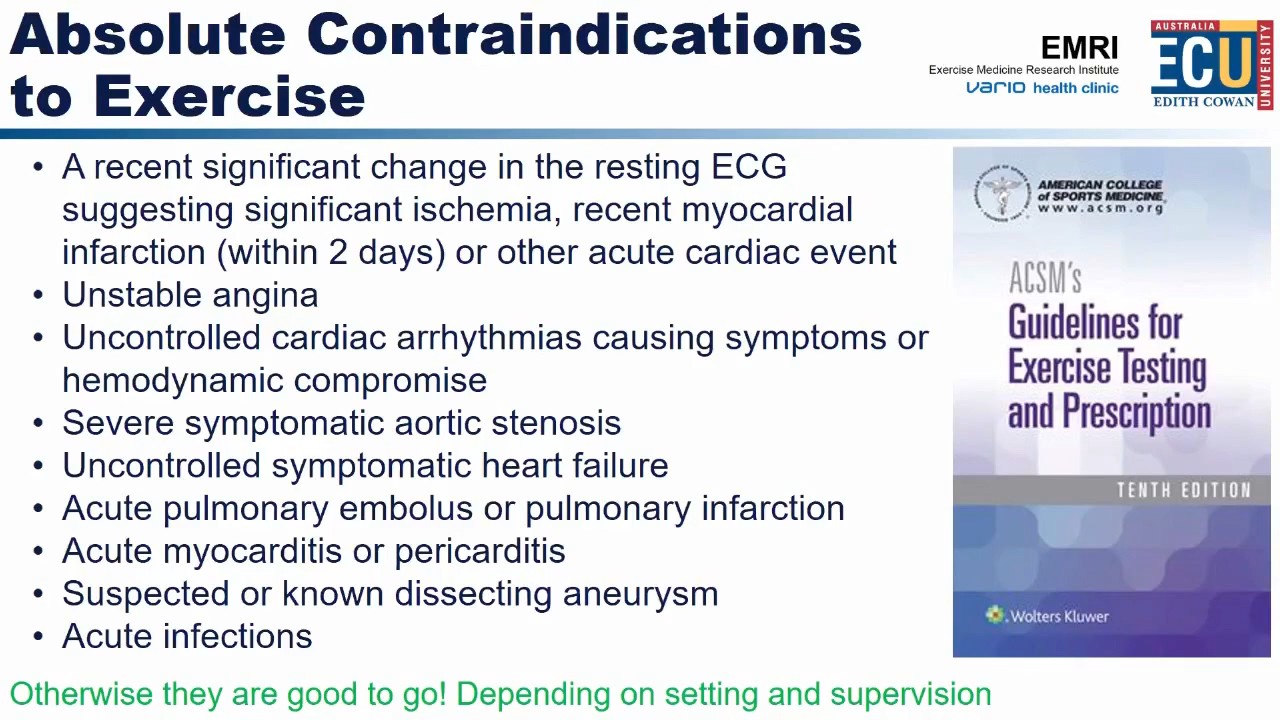 Absolute Contraindications
to Exercise
EMRI
Exercise Medicine Research Institute
vario health clinic
AUSTRALIA
ECU
EDITH COWAN
UNIVERSITY
• A recent significant change in the resting ECG
suggesting significant ischemia, recent myocardial
infarction (within 2 days) or other acute cardiac event
• Unstable angina
• Uncontrolled cardiac arrhythmias causing symptoms or
hemodynamic compromise
• Severe symptomatic aortic stenosis
• Uncontrolled symptomatic heart failure
• Acute pulmonary embolus or pulmonary infarction
• Acute myocarditis or pericarditis
• Suspected or known dissecting aneurysm
• Acute infections
Otherwise they are good to go! Depending on setting and supervision
AMERICAN COLLEGE
of SPORTS MEDICINE
www.acsm.org
ACSM's
Guidelines for
Exercise Testing
and Prescription
TENTH EDITION
Wolters Kluwer